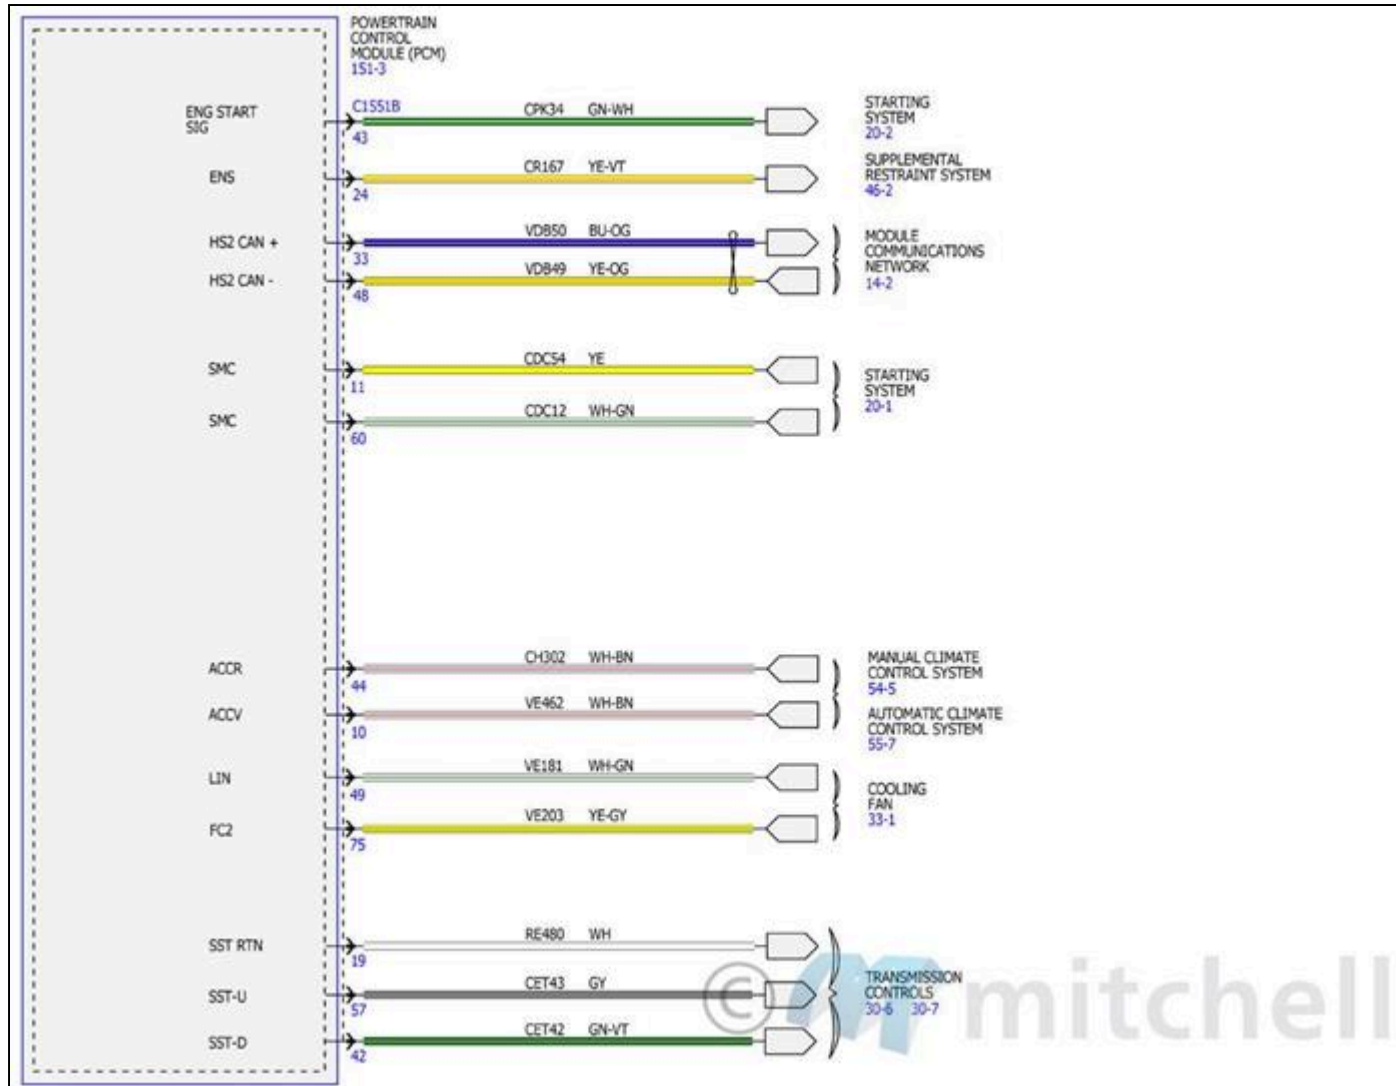 POWERTRAIN
CONTROL
MODULE (PCM)
151-3
ENG START
SIG
C1551B
43
CPK34 GN-WH
STARTING
SYSTEM
20-2
ENS
24
CR167 YE-VT
SUPPLEMENTAL
RESTRAINT SYSTEM
46-2
HS2 CAN +
33
VDB50 BU-OG
HS2 CAN -
48
VDB49 YE-OG
MODULE
COMMUNICATIONS
NETWORK
14-2
SMC
11
CDC54 YE
SMC
60
CDC12 WH-GN
STARTING
SYSTEM
20-1
ACCR
44
CH302 WH-BN
MANUAL CLIMATE
CONTROL SYSTEM
54-5
ACCV
10
VE462 WH-BN
AUTOMATIC CLIMATE
CONTROL SYSTEM
55-7
LIN
49
VE181 WH-GN
FC2
75
VE203 YE-GY
COOLING
FAN
33-1
SST RTN
19
RE480 WH
SST-U
57
CET43 GY
SST-D
42
CET42 GN-VT
TRANSMISSION
CONTROLS
30-6 30-7
© mitchell